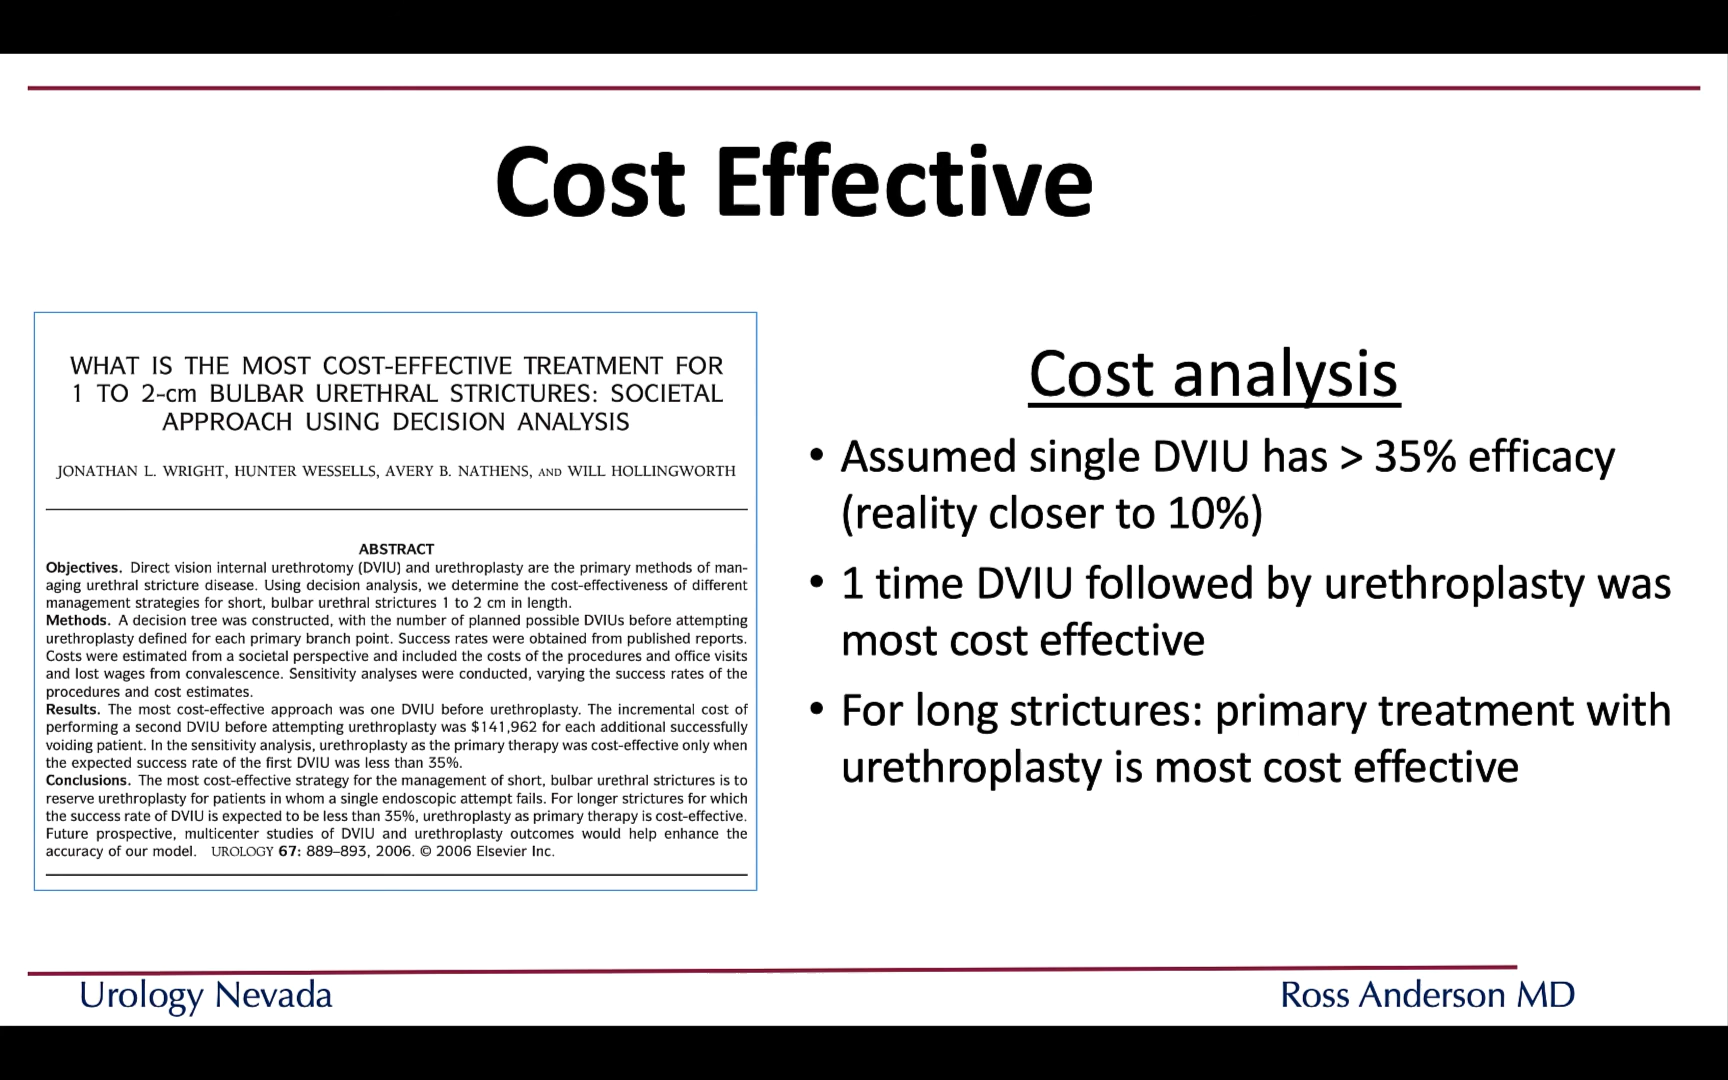 Cost Effective
WHAT IS THE MOST COST-EFFECTIVE TREATMENT FOR
1 TO 2-cm BULBAR URETHRAL STRICTURES: SOCIETAL
APPROACH USING DECISION ANALYSIS
JONATHAN L. WRIGHT, HUNTER WESSELLS, AVERY B. NATHENS, AND WILL HOLLINGWORTH
ABSTRACT
Objectives. Direct vision internal urethrotomy (DVIU) and urethroplasty are the primary methods of man-
aging urethral stricture disease. Using decision analysis, we determine the cost-effectiveness of different
management strategies for short, bulbar urethral strictures 1 to 2 cm in length.
Methods. A decision tree was constructed, with the number of planned possible DVIUs before attempting
urethroplasty defined for each primary branch point. Success rates were obtained from published reports.
Costs were estimated from a societal perspective and included the costs of the procedures and office visits
and lost wages from convalescence. Sensitivity analyses were conducted, varying the success rates of the
procedures and cost estimates.
Results. The most cost-effective approach was one DVIU before urethroplasty. The incremental cost of
performing a second DVIU before attempting urethroplasty was $141,962 for each additional successfully
voiding patient. In the sensitivity analysis, urethroplasty as the primary therapy was cost-effective only when
the expected success rate of the first DVIU was less than 35%.
Conclusions. The most cost-effective strategy for the management of short, bulbar urethral strictures is to
reserve urethroplasty for patients in whom a single endoscopic attempt fails. For longer strictures for which
the success rate of DVIU is expected to be less than 35%, urethroplasty as primary therapy is cost-effective.
Future prospective, multicenter studies of DVIU and urethroplasty outcomes would help enhance the
accuracy of our model. UROLOGY 67: 889–893, 2006. © 2006 Elsevier Inc.
Cost analysis
• Assumed single DVIU has > 35% efficacy
(reality closer to 10%)
• 1 time DVIU followed by urethroplasty was
most cost effective
• For long strictures: primary treatment with
urethroplasty is most cost effective
Urology Nevada
Ross Anderson MD